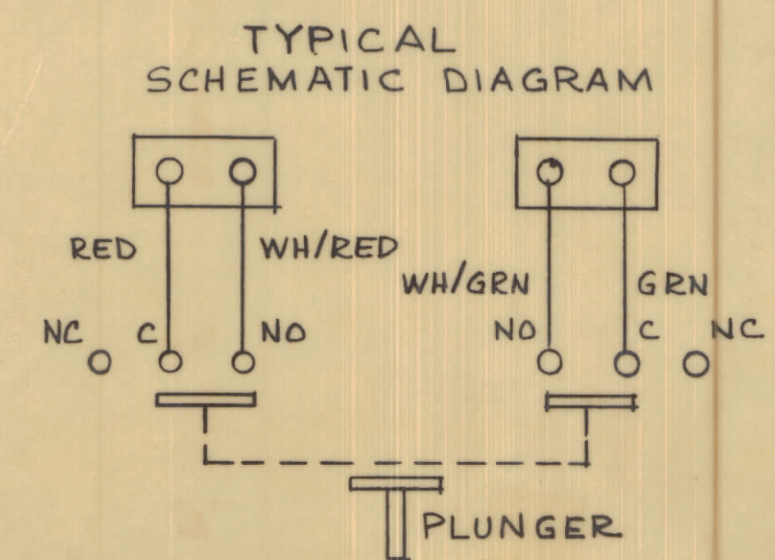 TYPICAL
SCHEMATIC DIAGRAM
RED
WH/RED
WH/GRN
GRN
NC
C
NO
NO
C
NC
PLUNGER